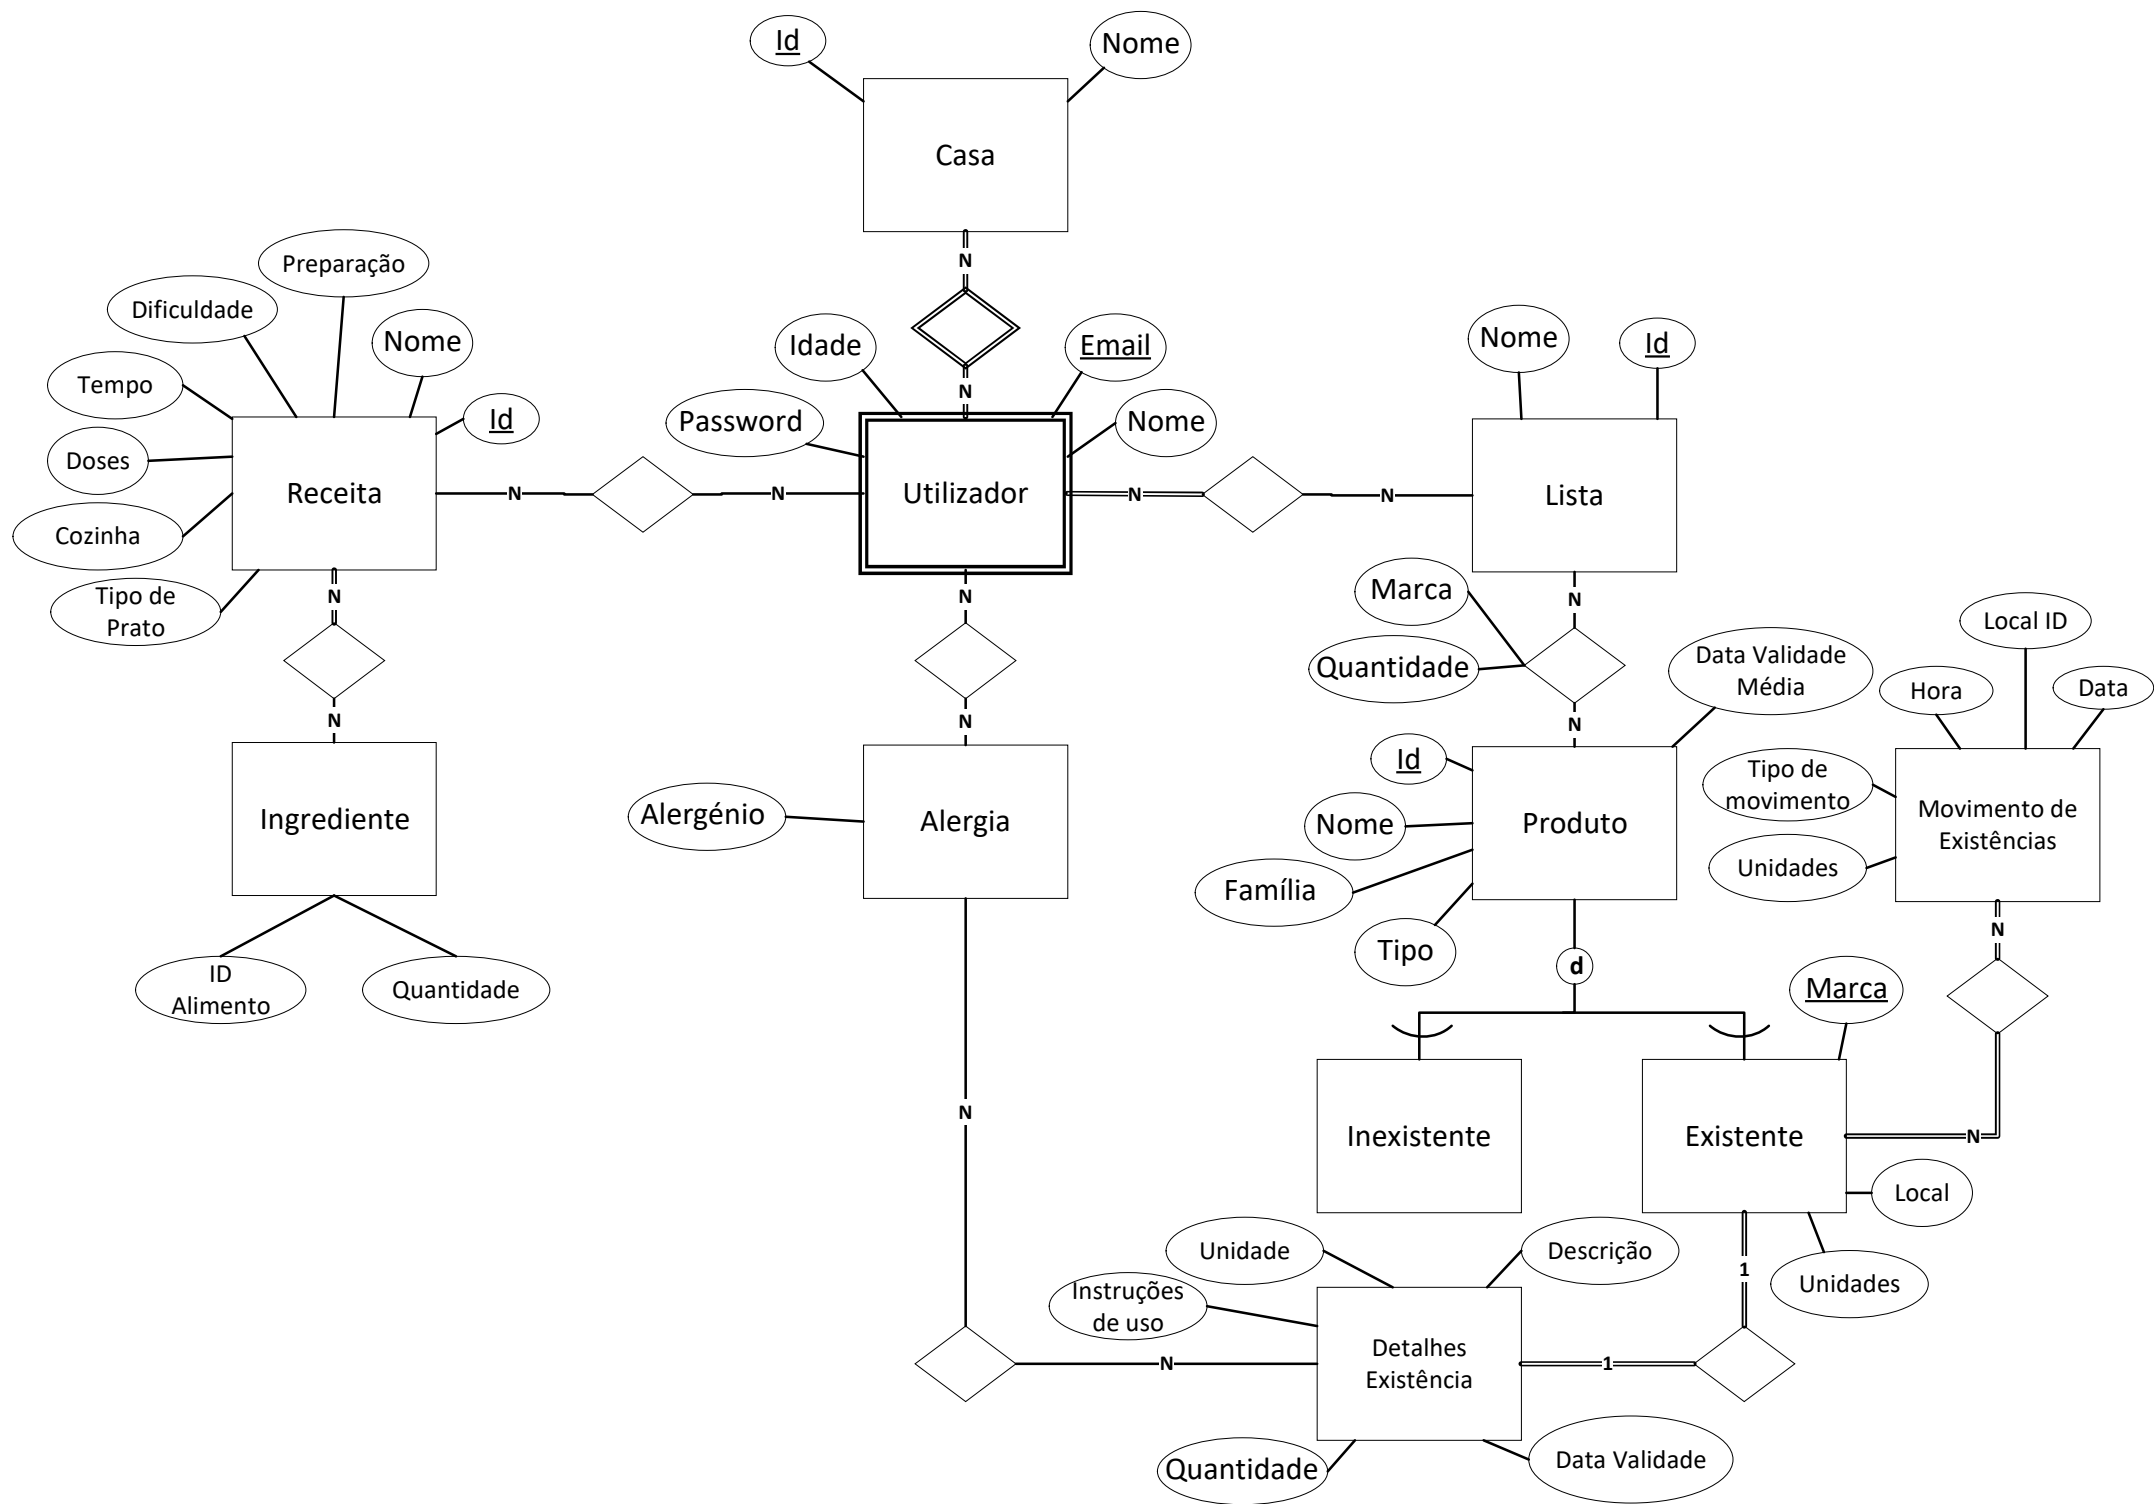 Id
Nome
Casa
N
N
Preparação
Dificuldade
Nome
Tempo
Id
Doses
Cozinha
Tipo de
Prato
Receita
N
N
Idade
Email
Password
Nome
Utilizador
N
N
Nome
Id
Lista
N
N
Ingrediente
ID
Alimento
Quantidade
N
N
Alergénio
Alergia
N
N
Marca
Quantidade
N
N
Data Validade
Média
Id
Nome
Família
Tipo
Produto
d
Local ID
Hora
Data
Tipo de
movimento
Unidades
Movimento de
Existências
N
N
Marca
Inexistente
Existente
Local
Unidades
1
1
Unidade
Descrição
Instruções
de uso
Detalhes
Existência
Quantidade
Data Validade